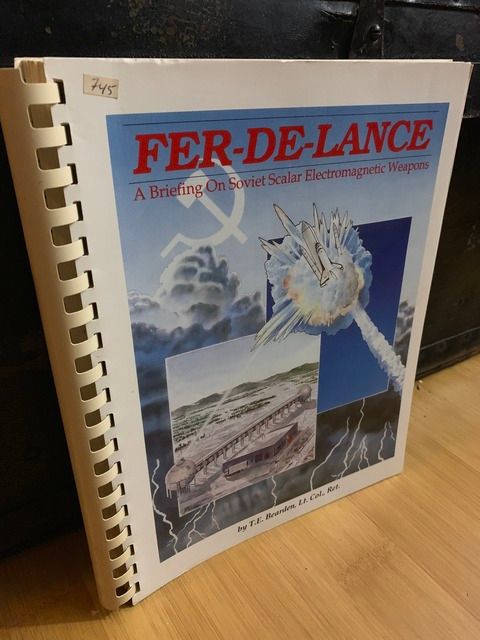 745
FER-DE-LANCE
A Briefing On Soviet Scalar Electromagnetic Weapons
by T.E. Bearden, Lt. Col., Ret.